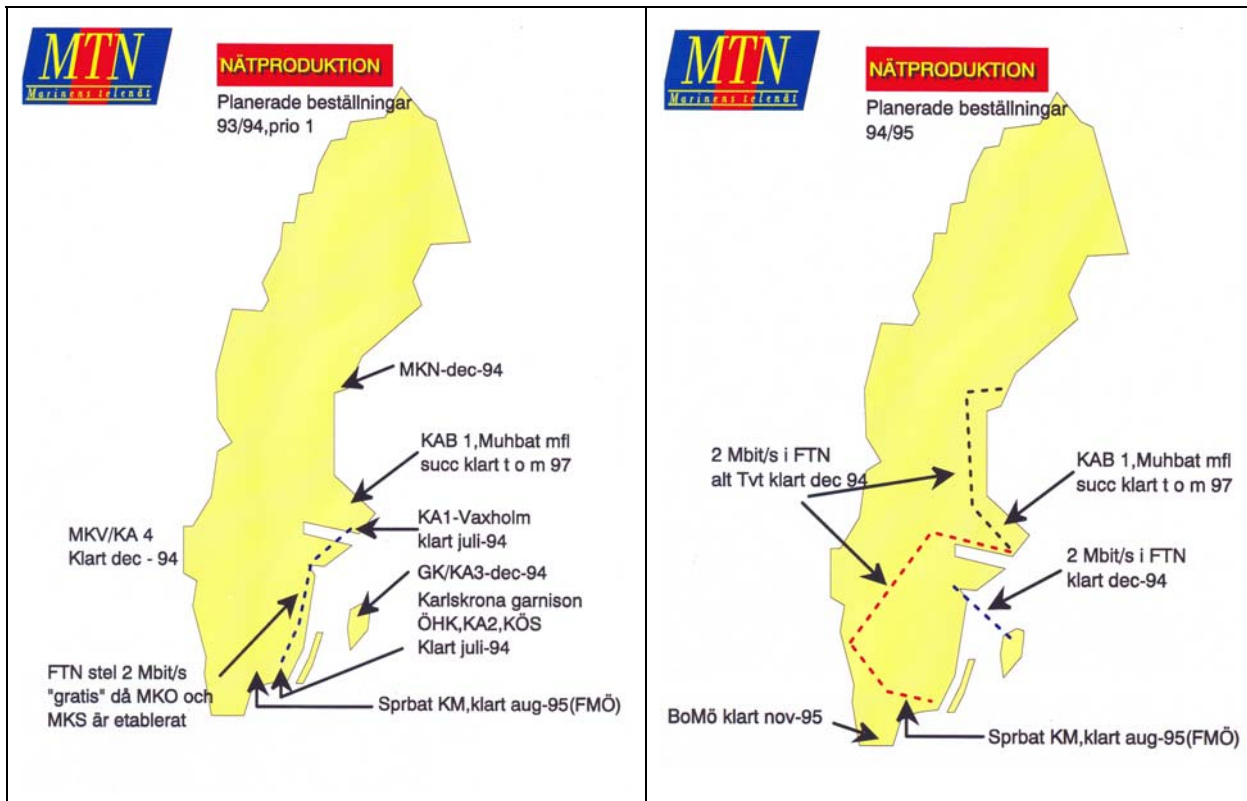 MTN
Marinens telenät
NÄTPRODUKTION
Planerade beställningar
93/94,prio 1
MKN-dec-94
KAB 1,Muhbat mfl
succ klart t o m 97
KA1-Vaxholm
klart juli-94
MKV/KA 4
Klart dec - 94
GK/KA3-dec-94
Karlskrona garnison
ÖHK,KA2,KÖS
Klart juli-94
FTN stel 2 Mbit/s
"gratis" då MKO och
MKS är etablerat
Sprbat KM,klart aug-95(FMÖ)
MTN
Marinens telenät
NÄTPRODUKTION
Planerade beställningar
94/95
2 Mbit/s i FTN
alt Tvt klart dec 94
KAB 1,Muhbat mfl
succ klart t o m 97
2 Mbit/s i FTN
klart dec-94
BoMö klart nov-95
Sprbat KM,klart aug-95(FMÖ)